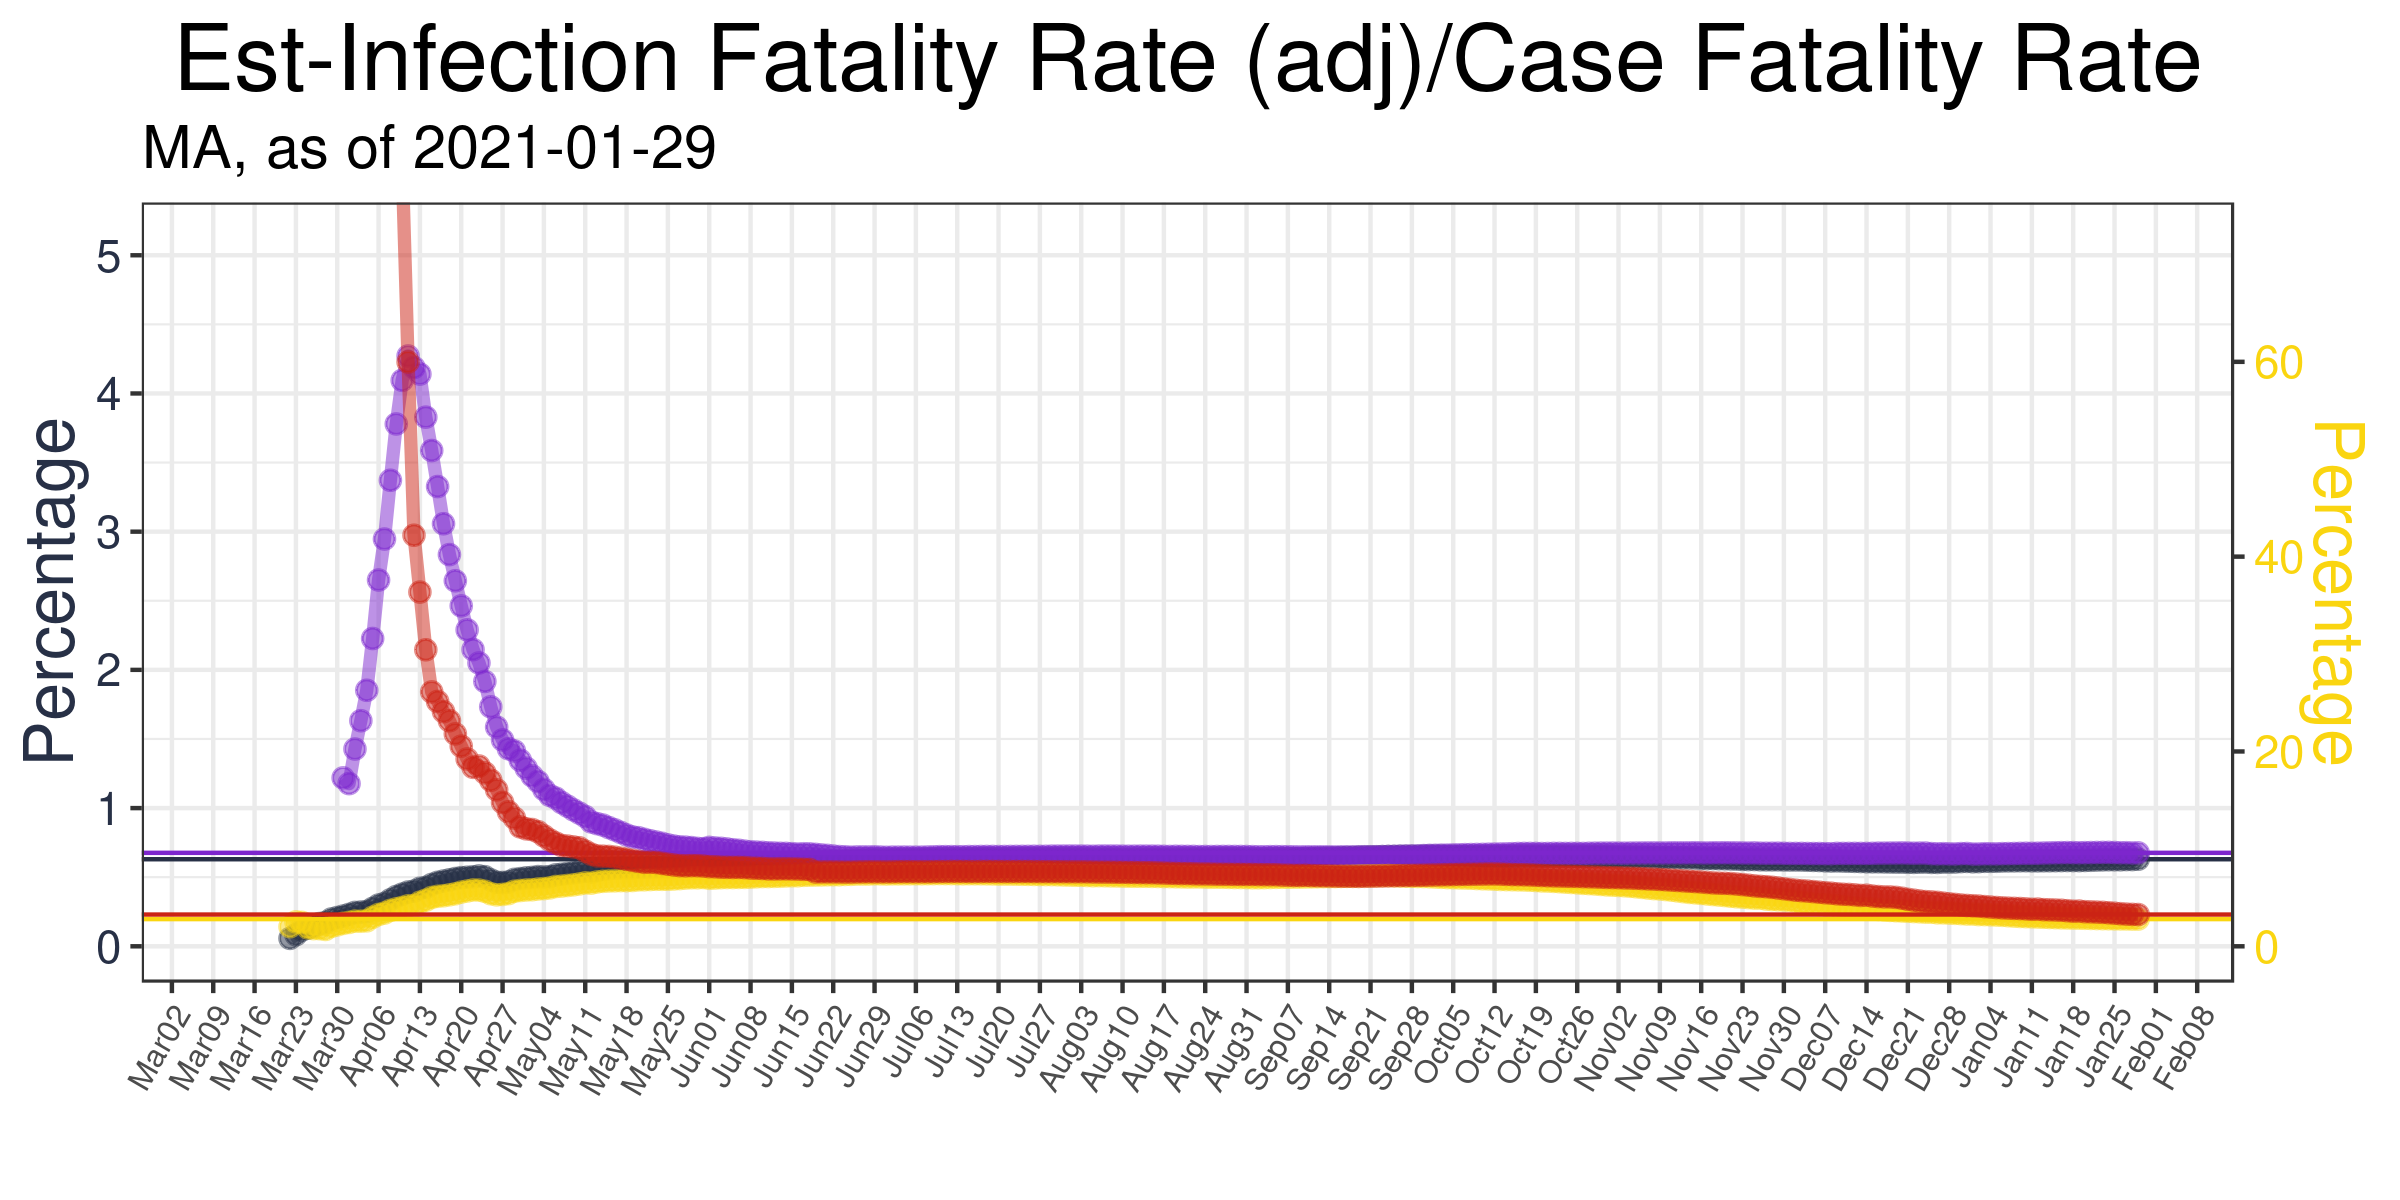 Est-Infection Fatality Rate (adj)/Case Fatality Rate
MA, as of 2021-01-29
Percentage
5
4
3
2
1
0
60
40
20
0
Percentage
Mar02 Mar09 Mar16 Mar23 Mar30 Apr06 Apr13 Apr20 Apr27 May04 May11 May18 May25 Jun01 Jun08 Jun15 Jun22 Jun29 Jul06 Jul13 Jul20 Jul27 Aug03 Aug10 Aug17 Aug24 Aug31 Sep07 Sep14 Sep21 Sep28 Oct05 Oct12 Oct19 Oct26 Nov02 Nov09 Nov16 Nov23 Nov30 Dec07 Dec14 Dec21 Dec28 Jan04 Jan11 Jan18 Jan25 Feb01 Feb08